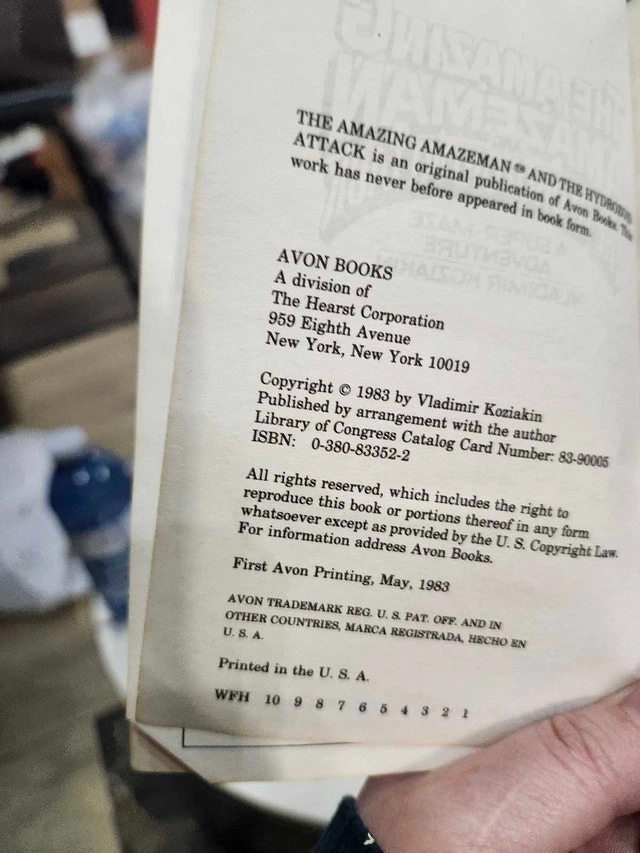 THE AMAZING AMAZEMAN™ AND THE HYDROZOID
ATTACK is an original publication of Avon Books. This
work has never before appeared in book form.
AVON BOOKS
A division of
The Hearst Corporation
959 Eighth Avenue
New York, New York 10019
Copyright © 1983 by Vladimir Koziakin
Published by arrangement with the author
Library of Congress Catalog Card Number: 83-90005
ISBN: 0-380-83352-2
All rights reserved, which includes the right to
reproduce this book or portions thereof in any form
whatsoever except as provided by the U. S. Copyright Law.
For information address Avon Books.
First Avon Printing, May, 1983
AVON TRADEMARK REG. U. S. PAT. OFF. AND IN
OTHER COUNTRIES, MARCA REGISTRADA, HECHO EN
U. S. A.
Printed in the U. S. A.
WFH 10 9 8 7 6 5 4 3 2 1